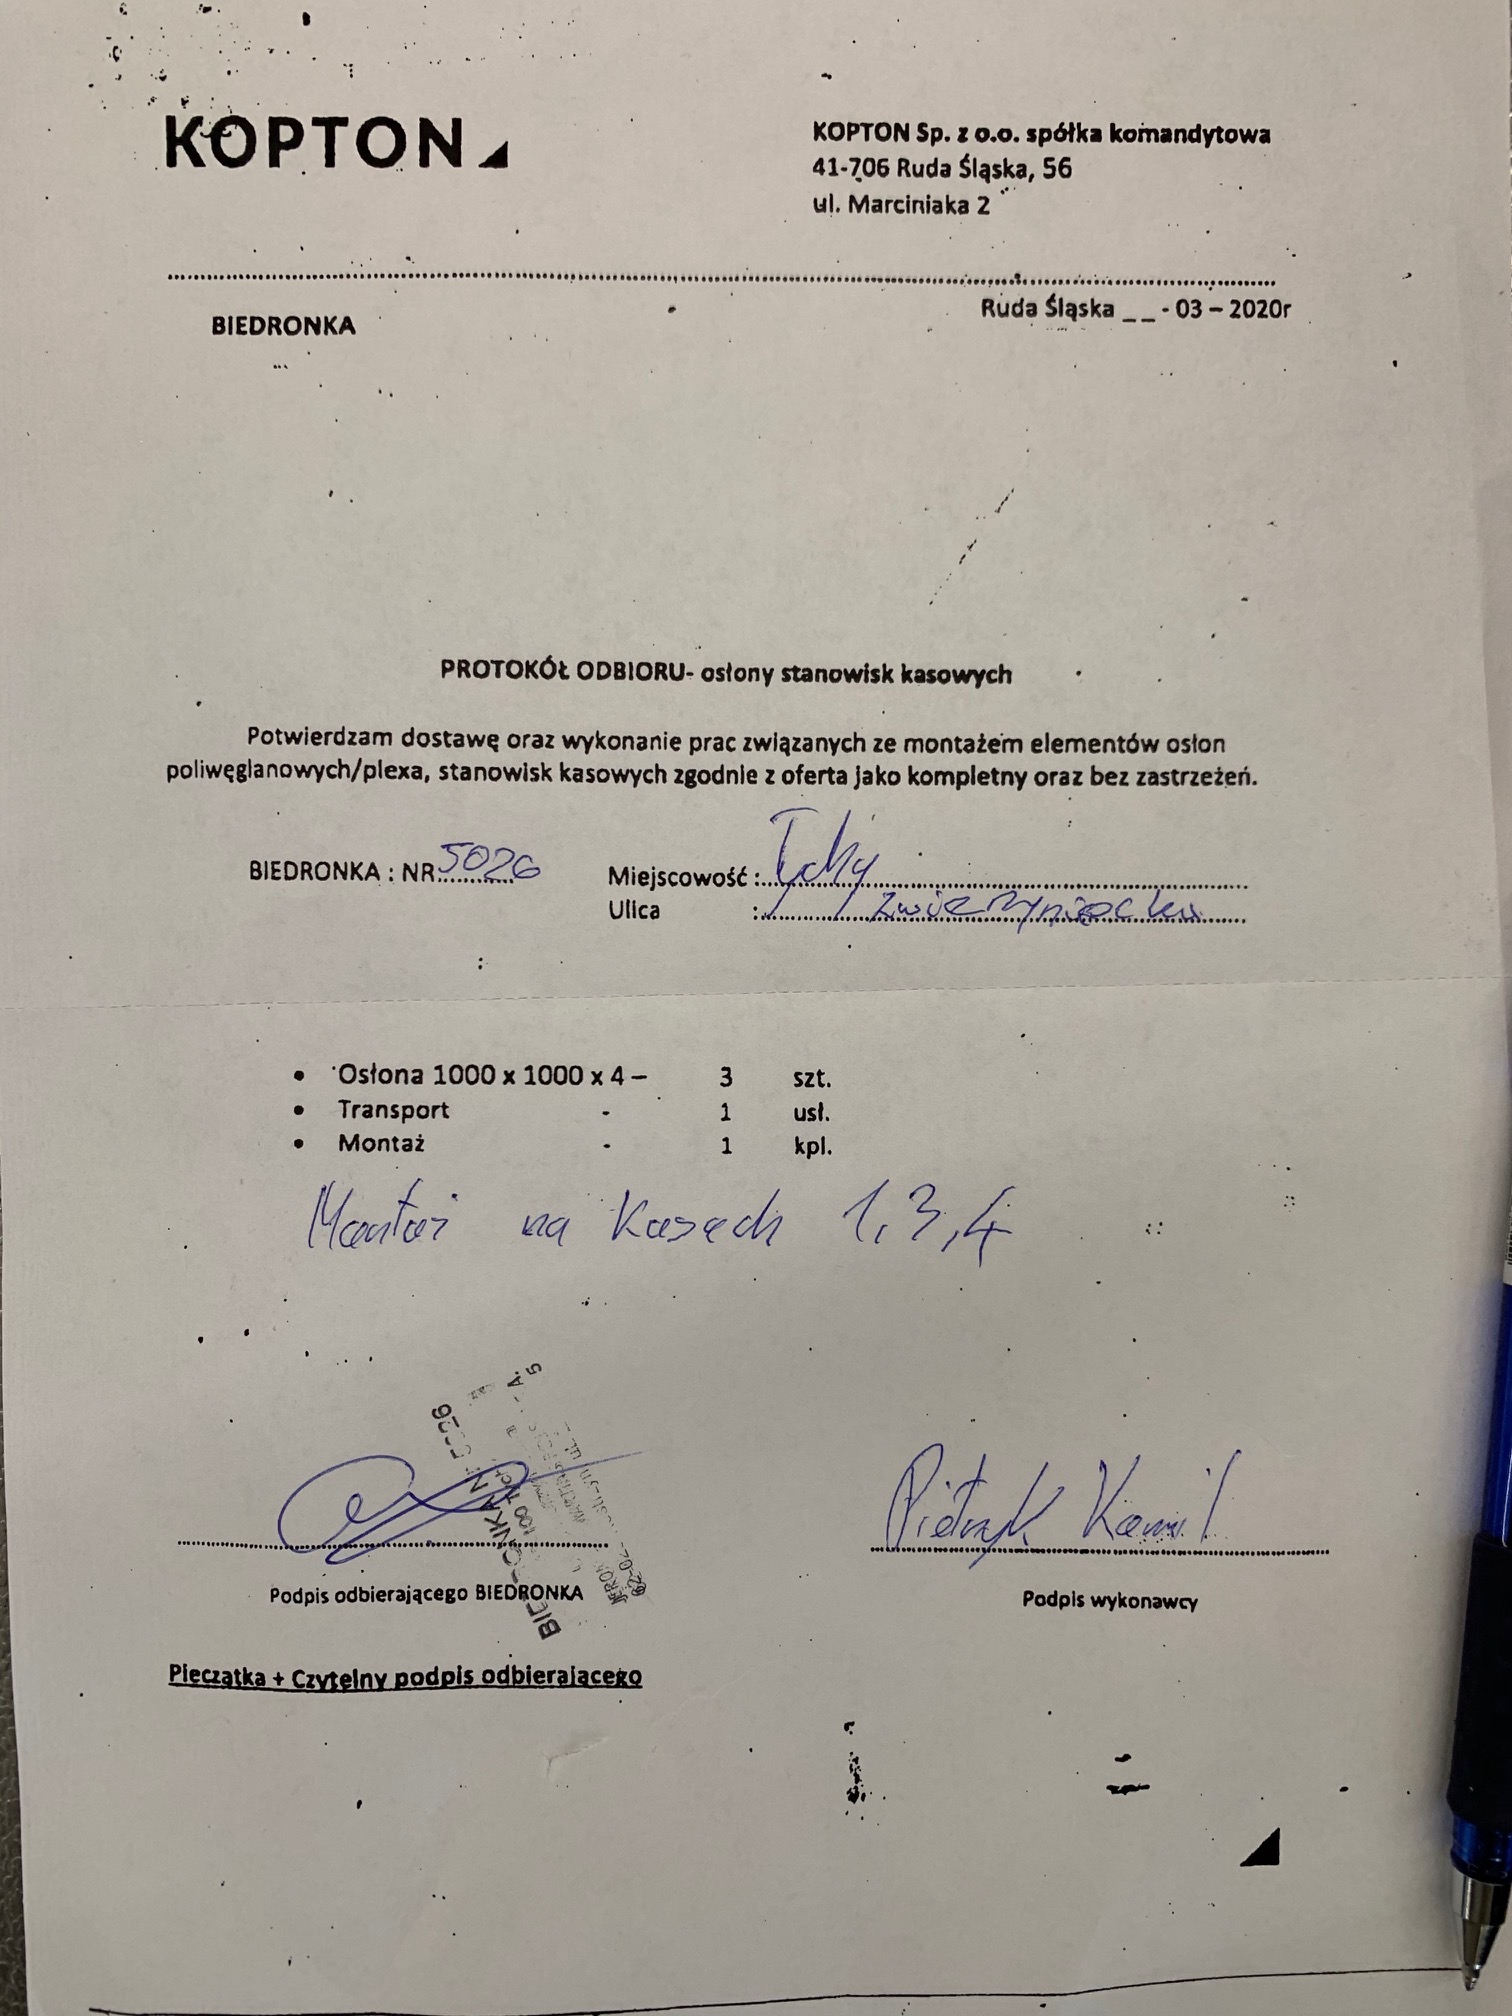 KOPTON
KOPTON Sp. z o.o. spółka komandytowa
41-706 Ruda Śląska, 56
ul. Marciniaka 2
Ruda Śląska _ _ - 03 – 2020r
BIEDRONKA
PROTOKÓŁ ODBIORU- osłony stanowisk kasowych
Potwierdzam dostawę oraz wykonanie prac związanych ze montażem elementów osłon
poliwęglanowych/plexa, stanowisk kasowych zgodnie z oferta jako kompletny oraz bez zastrzeżeń.
BIEDRONKA : NR 5026 Miejscowość : Tychy
Ulica : Zwierzyniecka
• Osłona 1000 x 1000 x 4 – 3 szt.
• Transport - 1 usł.
• Montaż - 1 kpl.
Montaż na Kasach 1,3,4
Pietrzyk Kamil
Podpis odbierającego BIEDRONKA
Podpis wykonawcy
Pieczątka + Czytelny podpis odbierającego